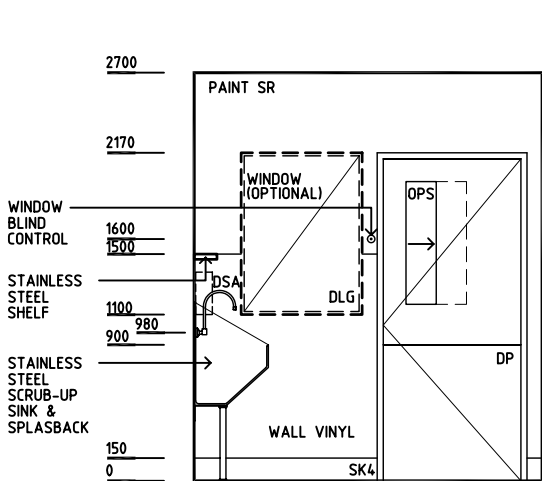 2700
PAINT SR
2170
WINDOW
(OPTIONAL)
OPS
WINDOW
BLIND
CONTROL
1600
1500
STAINLESS
STEEL
SHELF
DSA
DLG
1100
980
900
STAINLESS
STEEL
SCRUB-UP
SINK &
SPLASBACK
DP
WALL VINYL
150
0
SK4